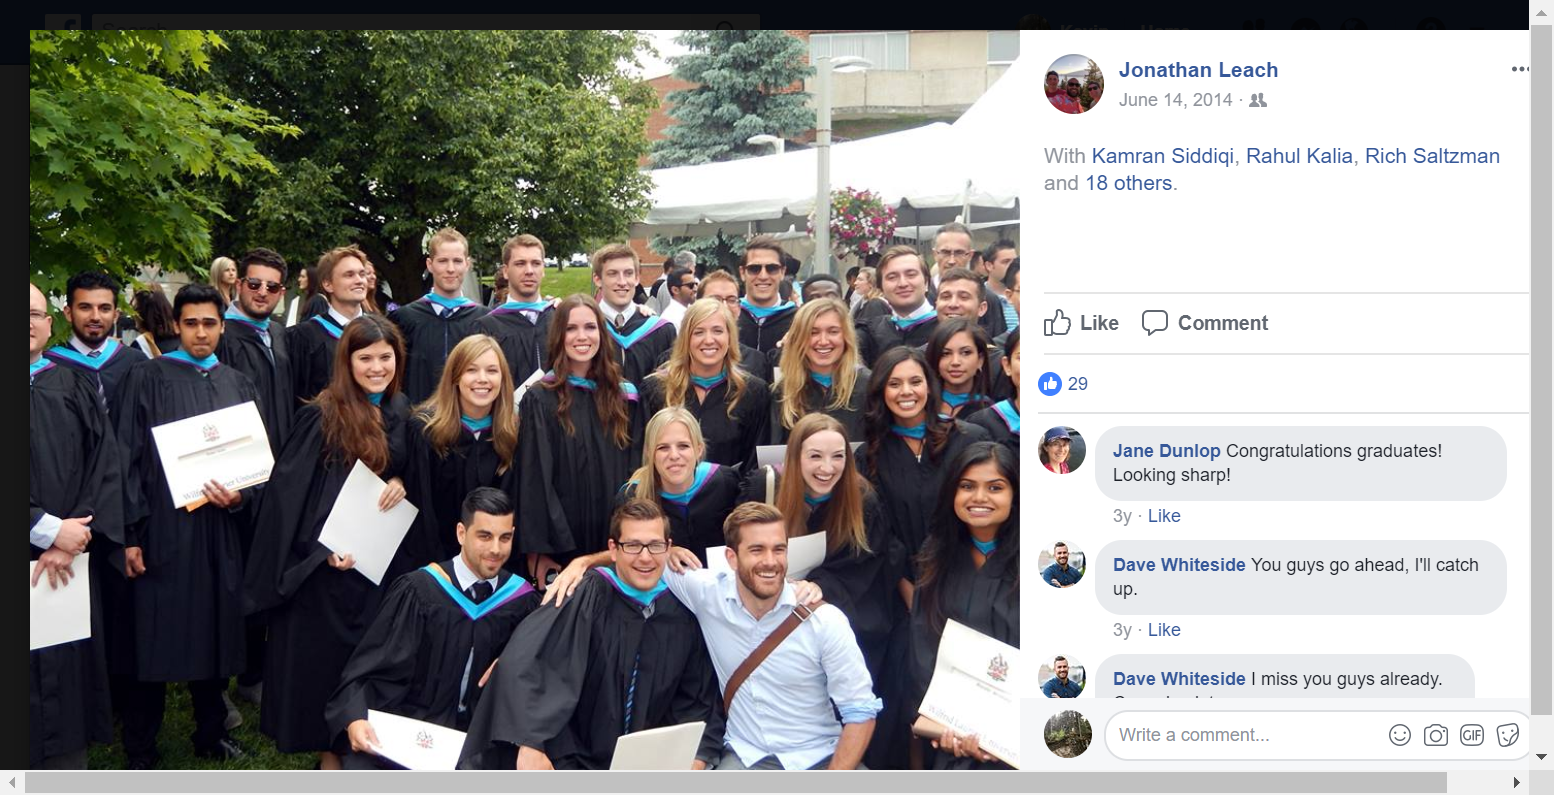 Search
Jonathan Leach
June 14, 2014 ·
With Kamran Siddiqi, Rahul Kalia, Rich Saltzman
and 18 others.
Like Comment
29
Jane Dunlop Congratulations graduates!
Looking sharp!
3y · Like
Dave Whiteside You guys go ahead, I'll catch
up.
3y · Like
Dave Whiteside I miss you guys already.
Write a comment...
GIF